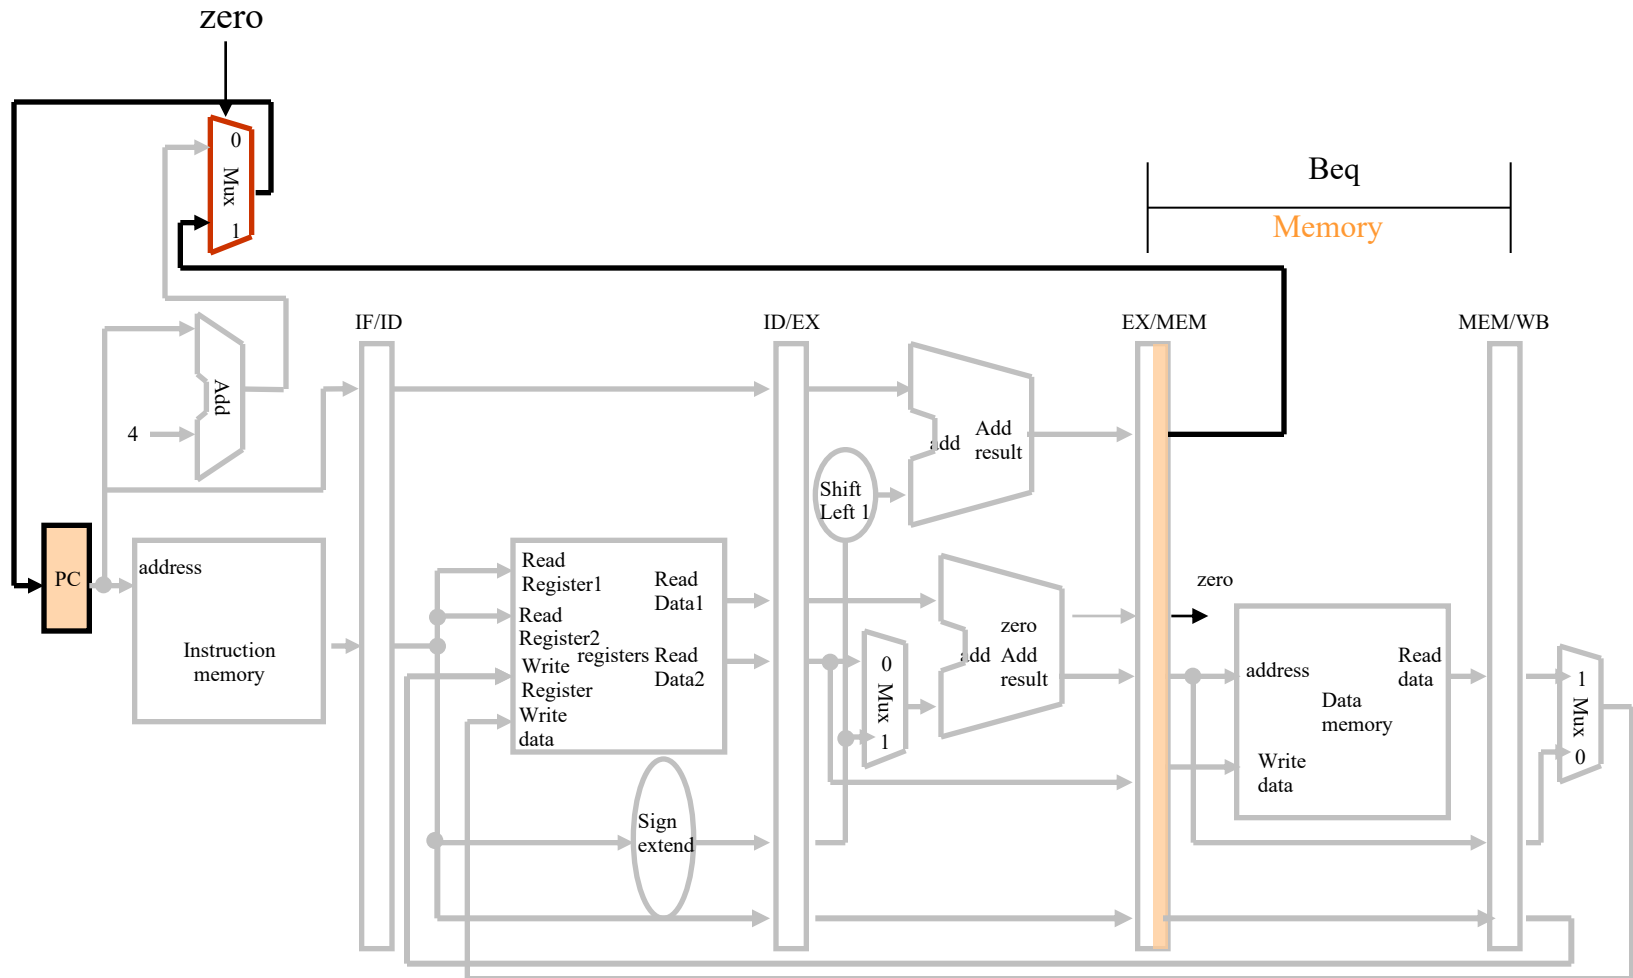 zero
0
Mux
1
Beq
Memory
IF/ID
ID/EX
EX/MEM
MEM/WB
Add
4
add
Add
result
Shift
Left 1
PC
address
Instruction
memory
Read
Register1
Read
Register2
Write
Register
Write
data
registers
Read
Data1
Read
Data2
Sign
extend
0
Mux
1
zero
add
Add
result
zero
address
Read
data
Data
memory
Write
data
1
Mux
0